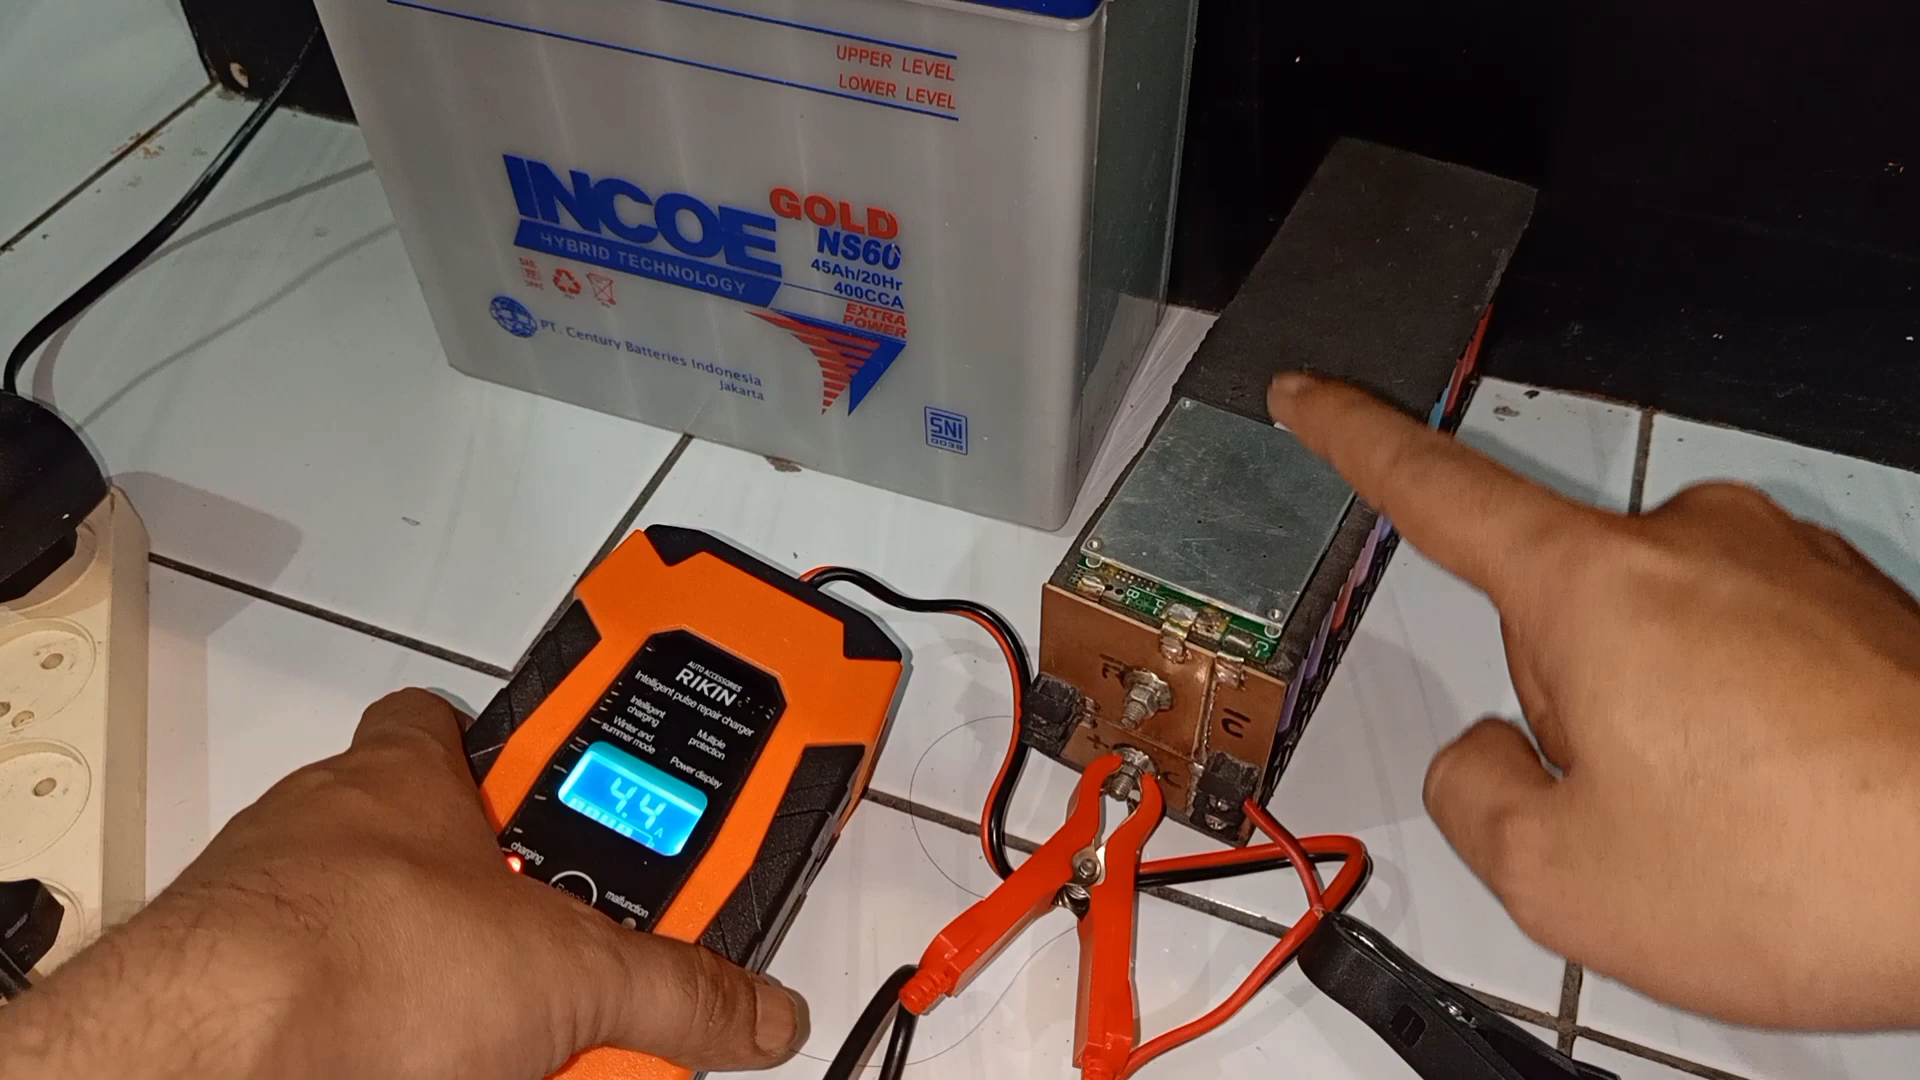 UPPER LEVEL
LOWER LEVEL
INCOE
GOLD
NS60
HYBRID TECHNOLOGY
45Ah/20Hr
400CCA
EXTRA
POWER
PT. Century Batteries Indonesia
Jakarta
SNI
AUTO ACCESSORIES
RIKIN
Intelligent pulse repair charger
Intelligent
charging
Multiple
protection
Winter and
summer mode
Power display
4.4
A
charging
malfunction